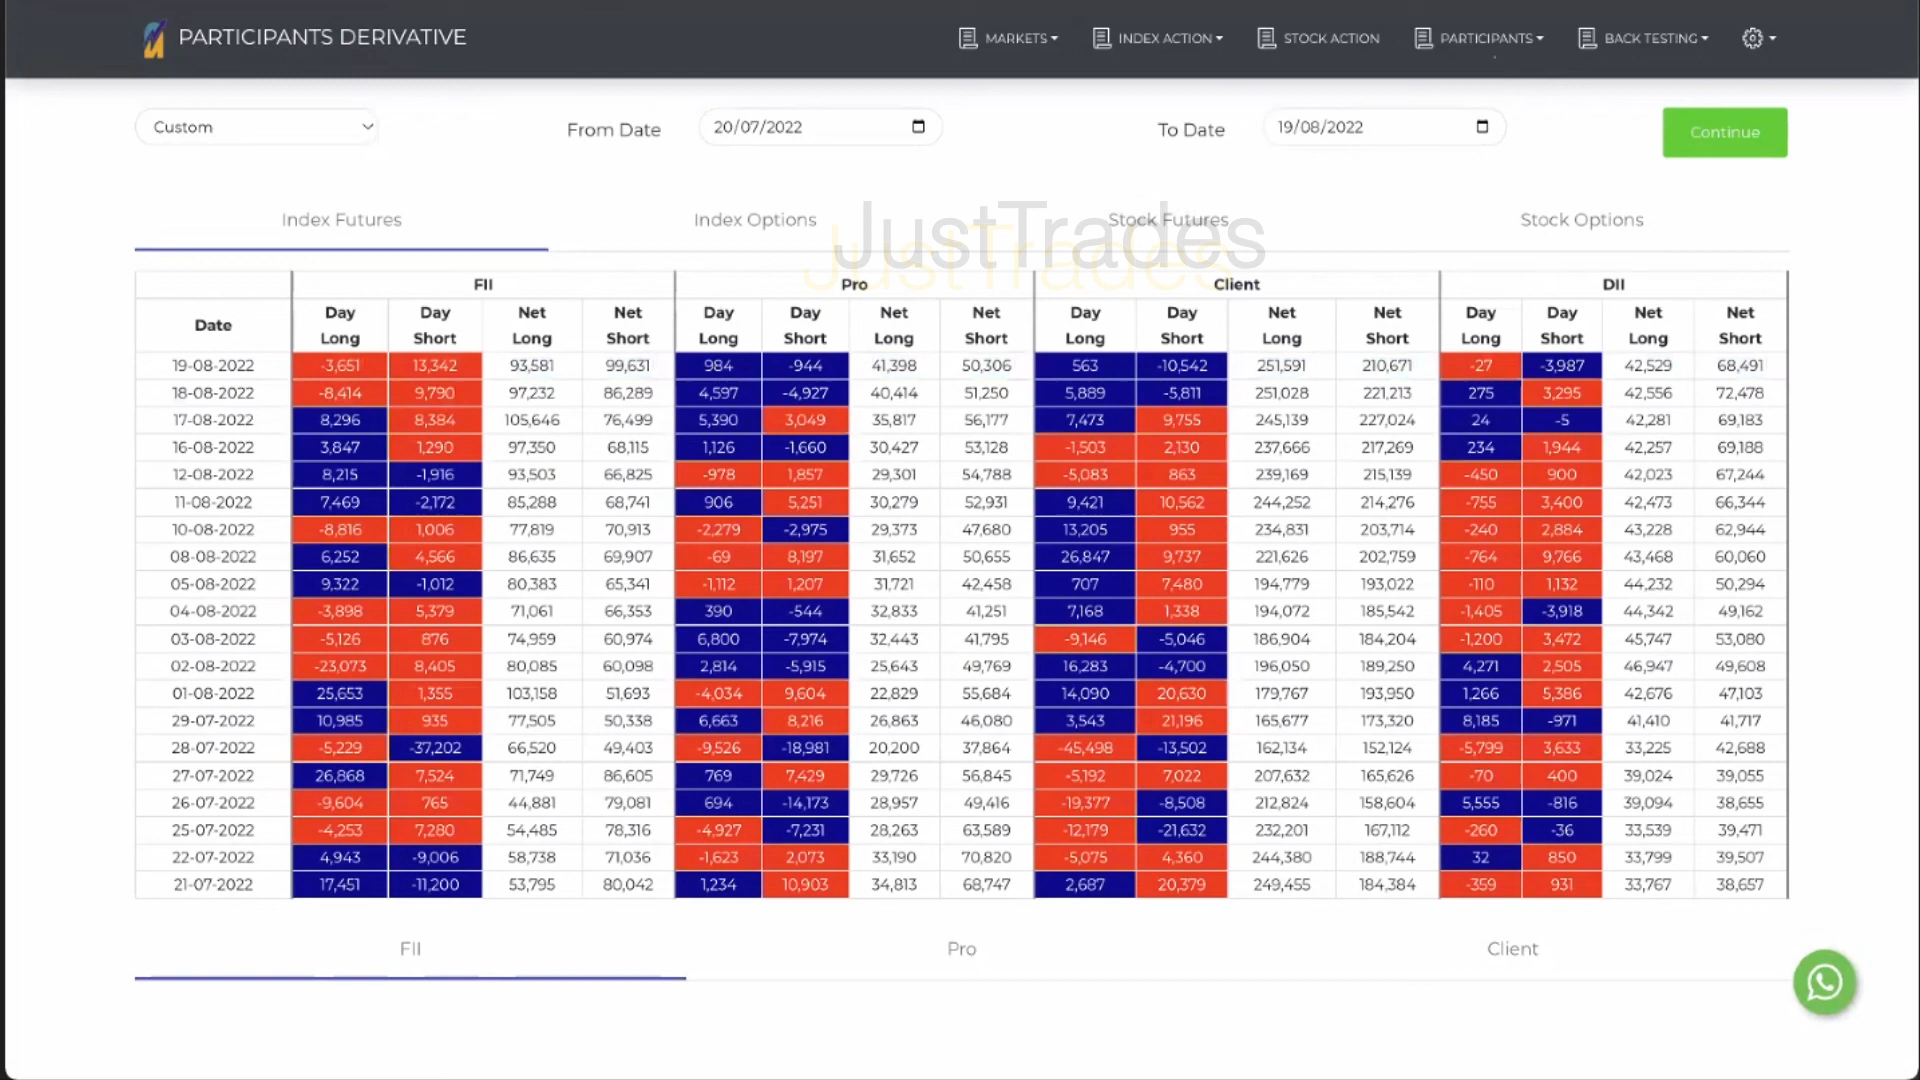 PARTICIPANTS DERIVATIVE
MARKETS INDEX ACTION STOCK ACTION PARTICIPANTS BACK TESTING
Custom From Date 20/07/2022 To Date 19/08/2022 Continue
Index Futures Index Options Stock Futures Stock Options
JustTrades
JustTrades
FII Pro Client DII
Date Day Long Day Short Net Long Net Short Day Long Day Short Net Long Net Short Day Long Day Short Net Long Net Short Day Long Day Short Net Long Net Short
19-08-2022 -3,651 13,342 93,581 99,631 984 -944 41,398 50,306 563 -10,542 251,591 210,671 -27 -3,987 42,529 68,491
18-08-2022 -8,414 9,790 97,232 86,289 4,597 -4,927 40,414 51,250 5,889 -5,811 251,028 221,213 275 3,295 42,556 72,478
17-08-2022 8,296 8,384 105,646 76,499 5,390 3,049 35,817 56,177 7,473 9,755 245,139 227,024 24 -5 42,281 69,183
16-08-2022 3,847 1,290 97,350 68,115 1,126 -1,660 30,427 53,128 -1,503 2,130 237,666 217,269 234 1,944 42,257 69,188
12-08-2022 8,215 -1,916 93,503 66,825 -978 1,857 29,301 54,788 -5,083 863 239,169 215,139 -450 900 42,023 67,244
11-08-2022 7,469 -2,172 85,288 68,741 906 5,251 30,279 52,931 9,421 10,562 244,252 214,276 -755 3,400 42,473 66,344
10-08-2022 -8,816 1,006 77,819 70,913 -2,279 -2,975 29,373 47,680 13,205 955 234,831 203,714 -240 2,884 43,228 62,944
08-08-2022 6,252 4,566 86,635 69,907 -69 8,197 31,652 50,655 26,847 9,737 221,626 202,759 -764 9,766 43,468 60,060
05-08-2022 9,322 -1,012 80,383 65,341 -1,112 1,207 31,721 42,458 707 7,480 194,779 193,022 -110 1,132 44,232 50,294
04-08-2022 -3,898 5,379 71,061 66,353 390 -544 32,833 41,251 7,168 1,338 194,072 185,542 -1,405 -3,918 44,342 49,162
03-08-2022 -5,126 876 74,959 60,974 6,800 -7,974 32,443 41,795 -9,146 -5,046 186,904 184,204 -1,200 3,472 45,747 53,080
02-08-2022 -23,073 8,405 80,085 60,098 2,814 -5,915 25,643 49,769 16,283 -4,700 196,050 189,250 4,271 2,505 46,947 49,608
01-08-2022 25,653 1,355 103,158 51,693 -4,034 9,604 22,829 55,684 14,090 20,630 179,767 193,950 1,266 5,386 42,676 47,103
29-07-2022 10,985 935 77,505 50,338 6,663 8,216 26,863 46,080 3,543 21,196 165,677 173,320 8,185 -971 41,410 41,717
28-07-2022 -5,229 -37,202 66,520 49,403 -9,526 -18,981 20,200 37,864 -45,498 -13,502 162,134 152,124 -5,799 3,633 33,225 42,688
27-07-2022 26,868 7,524 71,749 86,605 769 7,429 29,726 56,845 -5,192 7,022 207,632 165,626 -70 400 39,024 39,055
26-07-2022 -9,604 765 44,881 79,081 694 -14,173 28,957 49,416 -19,377 -8,508 212,824 158,604 5,555 -816 39,094 38,655
25-07-2022 -4,253 7,280 54,485 78,316 -4,927 -7,231 28,263 63,589 -12,179 -21,632 232,201 167,112 -260 -36 33,539 39,471
22-07-2022 4,943 -9,006 58,738 71,036 -1,623 2,073 33,190 70,820 -5,075 4,360 244,380 188,744 32 850 33,799 39,507
21-07-2022 17,451 -11,200 53,795 80,042 1,234 10,903 34,813 68,747 2,687 20,379 249,455 184,384 -359 931 33,767 38,657
FII Pro Client